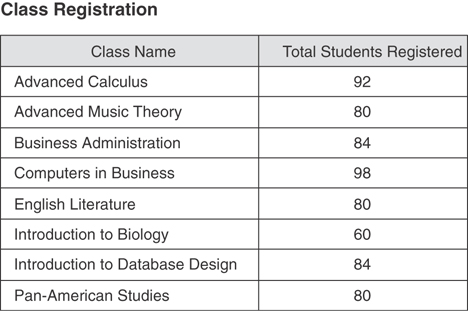 Class Registration
Class Name Total Students Registered
Advanced Calculus 92
Advanced Music Theory 80
Business Administration 84
Computers in Business 98
English Literature 80
Introduction to Biology 60
Introduction to Database Design 84
Pan-American Studies 80